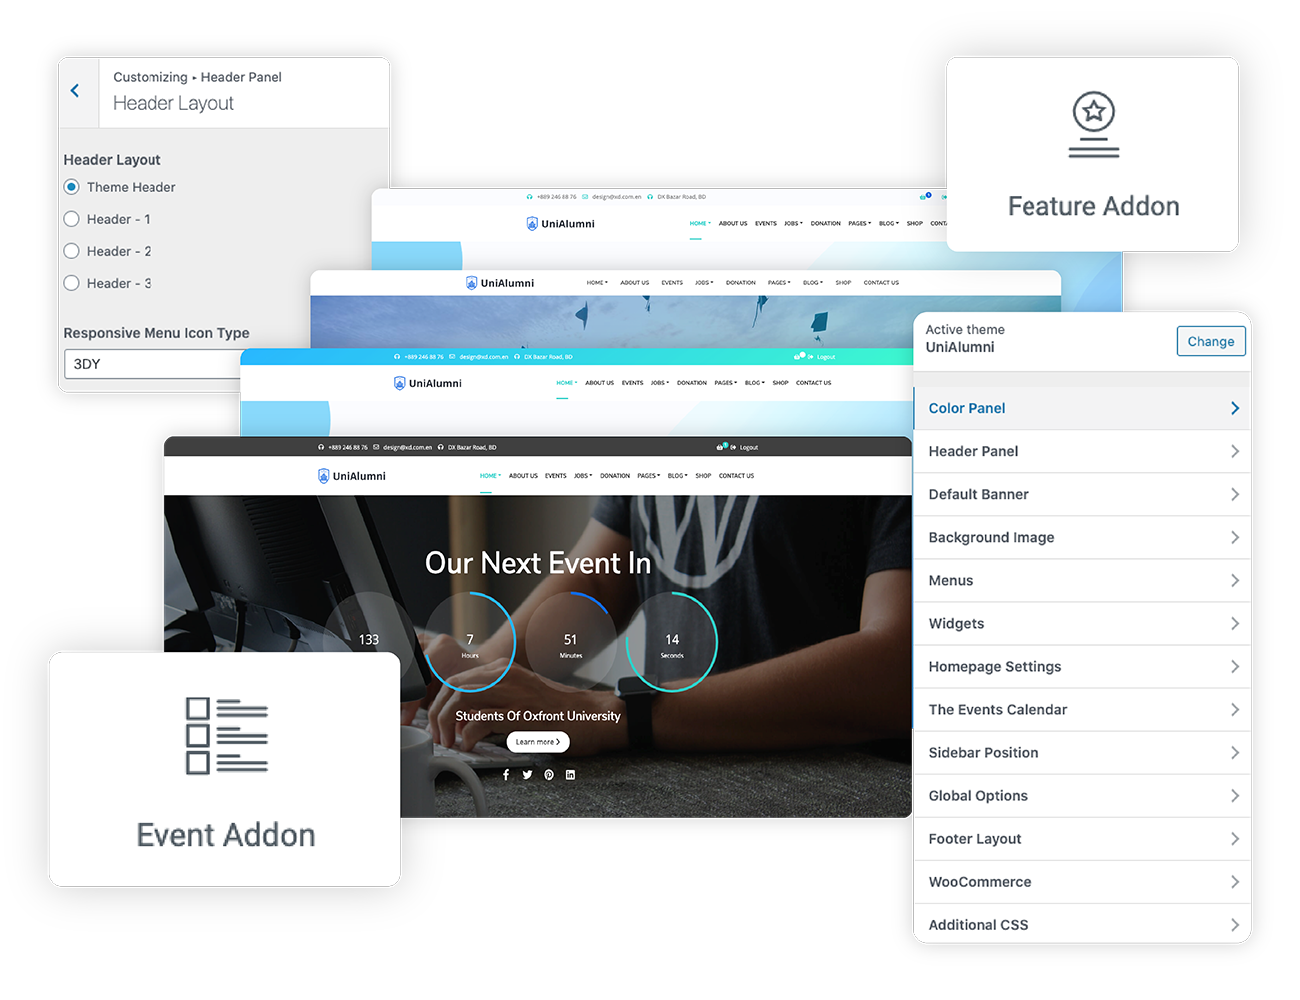 Customizing ▸ Header Panel
Header Layout
Header Layout
Theme Header
Header - 1
Header - 2
Header - 3
Responsive Menu Icon Type
3DY
Feature Addon
+889 246 88 76 design@xd.com.en DX Bazar Road, BD
UniAlumni HOME ABOUT US EVENTS JOBS DONATION PAGES BLOG SHOP CONTA
UniAlumni HOME ABOUT US EVENTS JOBS DONATION PAGES BLOG SHOP CONTACT US
+889 246 88 76 design@xd.com.en DX Bazar Road, BD Logout
UniAlumni HOME ABOUT US EVENTS JOBS DONATION PAGES BLOG SHOP CONTACT US
+889 246 88 76 design@xd.com.en DX Bazar Road, BD Logout
UniAlumni HOME ABOUT US EVENTS JOBS DONATION PAGES BLOG SHOP CONTACT US
Our Next Event In
133 7 51 14
Hours Minutes Seconds
Students Of Oxfront University
Learn more
Event Addon
Active theme
UniAlumni
Change
Color Panel
Header Panel
Default Banner
Background Image
Menus
Widgets
Homepage Settings
The Events Calendar
Sidebar Position
Global Options
Footer Layout
WooCommerce
Additional CSS